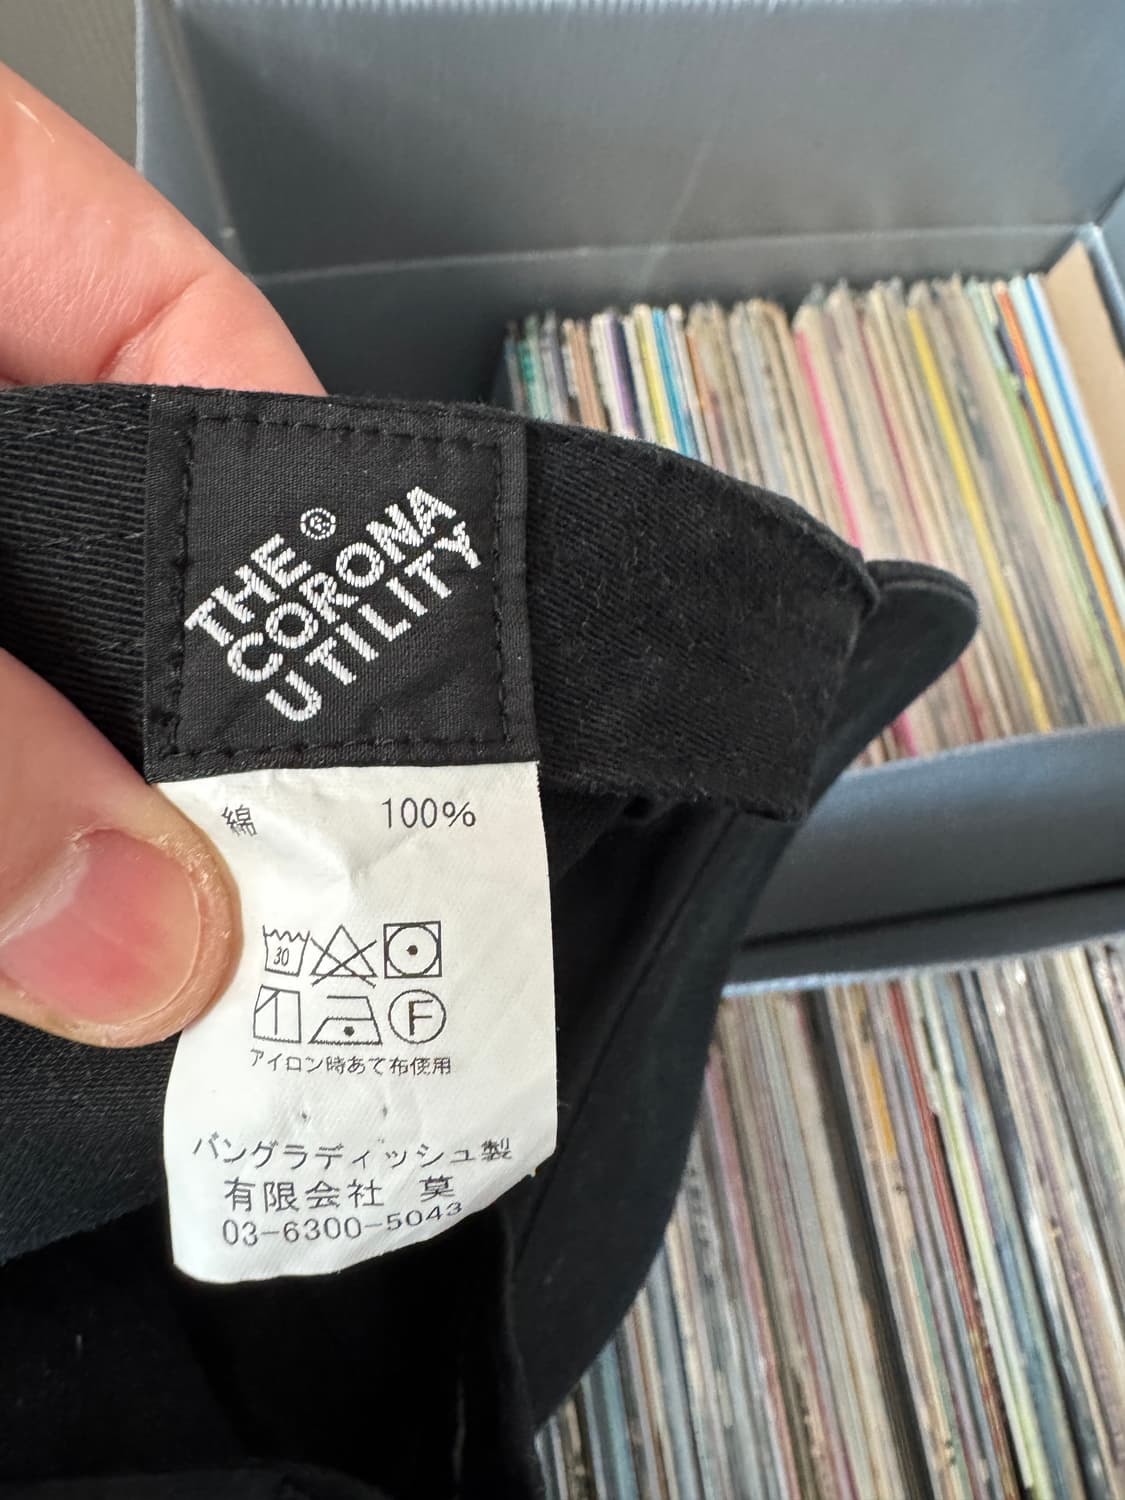 THE ®
CORONA
UTILITY
綿 100%
30
F
アイロン時あて布使用
バングラディッシュ製
有限会社 莫
03-6300-5043